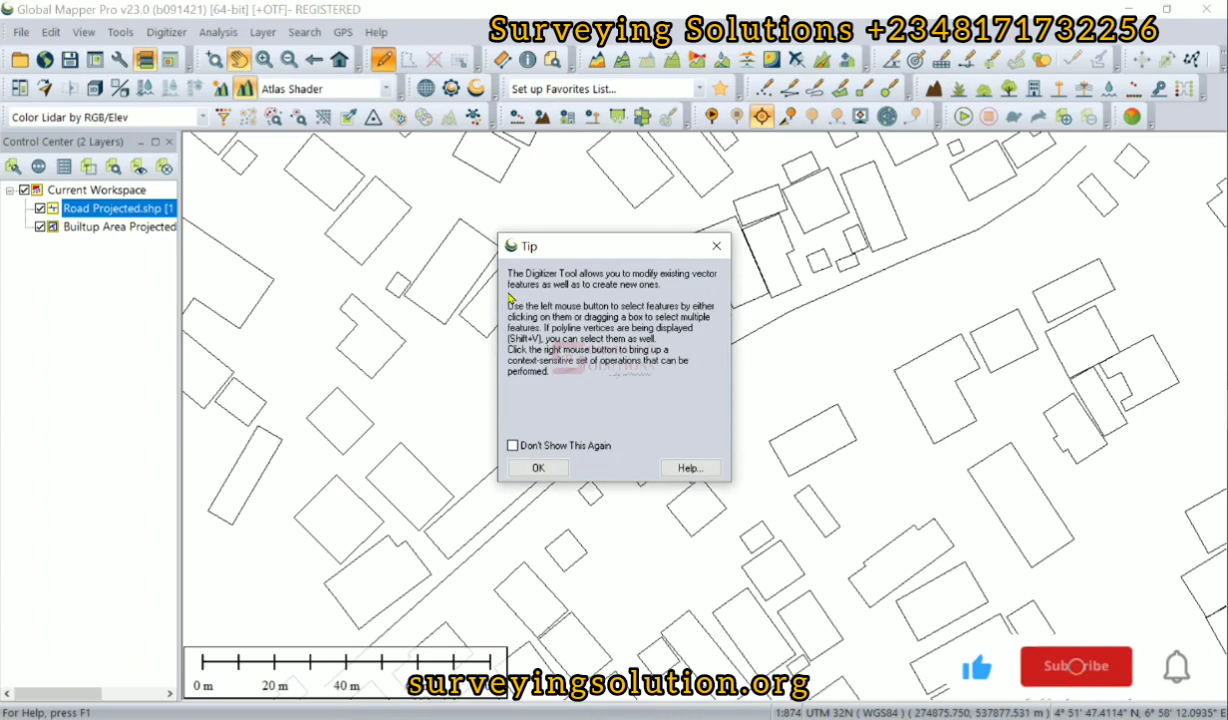 Global Mapper Pro v23.0 (b091421) [64-bit] [+OTF]- REGISTERED
Surveying Solutions +2348171732256
File Edit View Tools Digitizer Analysis Layer Search GPS Help
Atlas Shader
Set up Favorites List...
Color Lidar by RGB/Elev
Control Center (2 Layers)
Current Workspace
Road Projected.shp [1
Builtup Area Projected
Tip
The Digitizer Tool allows you to modify existing vector
features as well as to create new ones.
Use the left mouse button to select features by either
clicking on them or dragging a box to select multiple
features. If polyline vertices are being displayed
(Shift+V), you can select them as well.
Click the right mouse button to bring up a
context-sensitive set of operations that can be
performed.
Don't Show This Again
OK Help...
Subscribe
0 m 20 m 40 m
surveyingsolution.org
For Help, press F1
1:874 UTM 32N ( WGS84 ) ( 274875.750, 537877.531 m ) 4° 51' 47.4114" N, 6° 58' 12.0935"